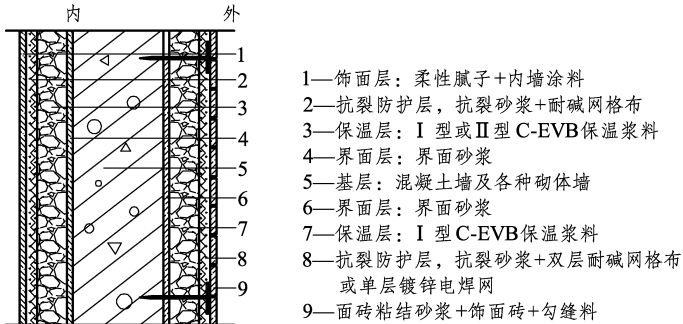 内 外
1
2
3
4
5
6
7
8
9
1—饰面层：柔性腻子+内墙涂料
2—抗裂防护层，抗裂砂浆+耐碱网格布
3—保温层：Ⅰ型或Ⅱ型C-EVB保温浆料
4—界面层：界面砂浆
5—基层：混凝土墙及各种砌体墙
6—界面层：界面砂浆
7—保温层：Ⅰ型C-EVB保温浆料
8—抗裂防护层，抗裂砂浆+双层耐碱网格布
或单层镀锌电焊网
9—面砖粘结砂浆+饰面砖+勾缝料